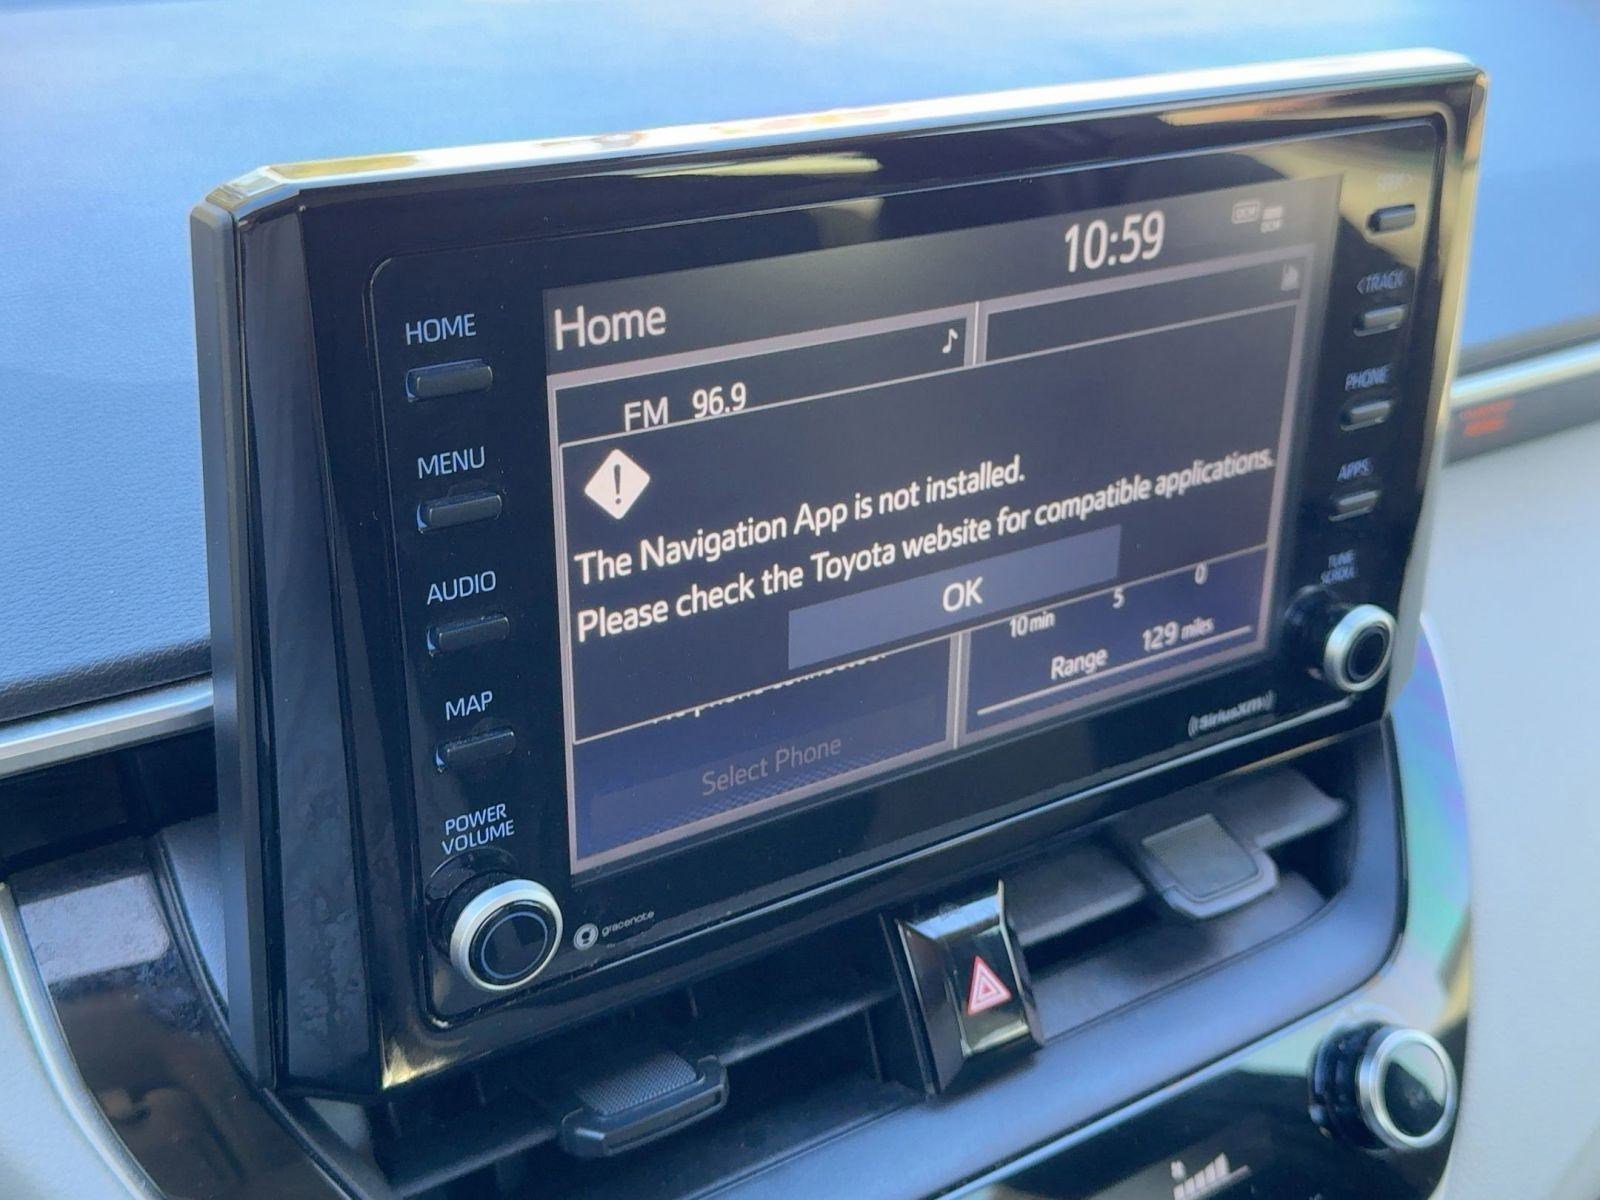 10:59
DCM
Home
FM 96.9
The Navigation App is not installed.
Please check the Toyota website for compatible applications.
OK
10 min 5 0
Range 129 miles
Select Phone
HOME
MENU
AUDIO
MAP
POWER
VOLUME
<TRACK
PHONE
APPS
TUNE
SCROLL
gracenote
((SiriusXM))